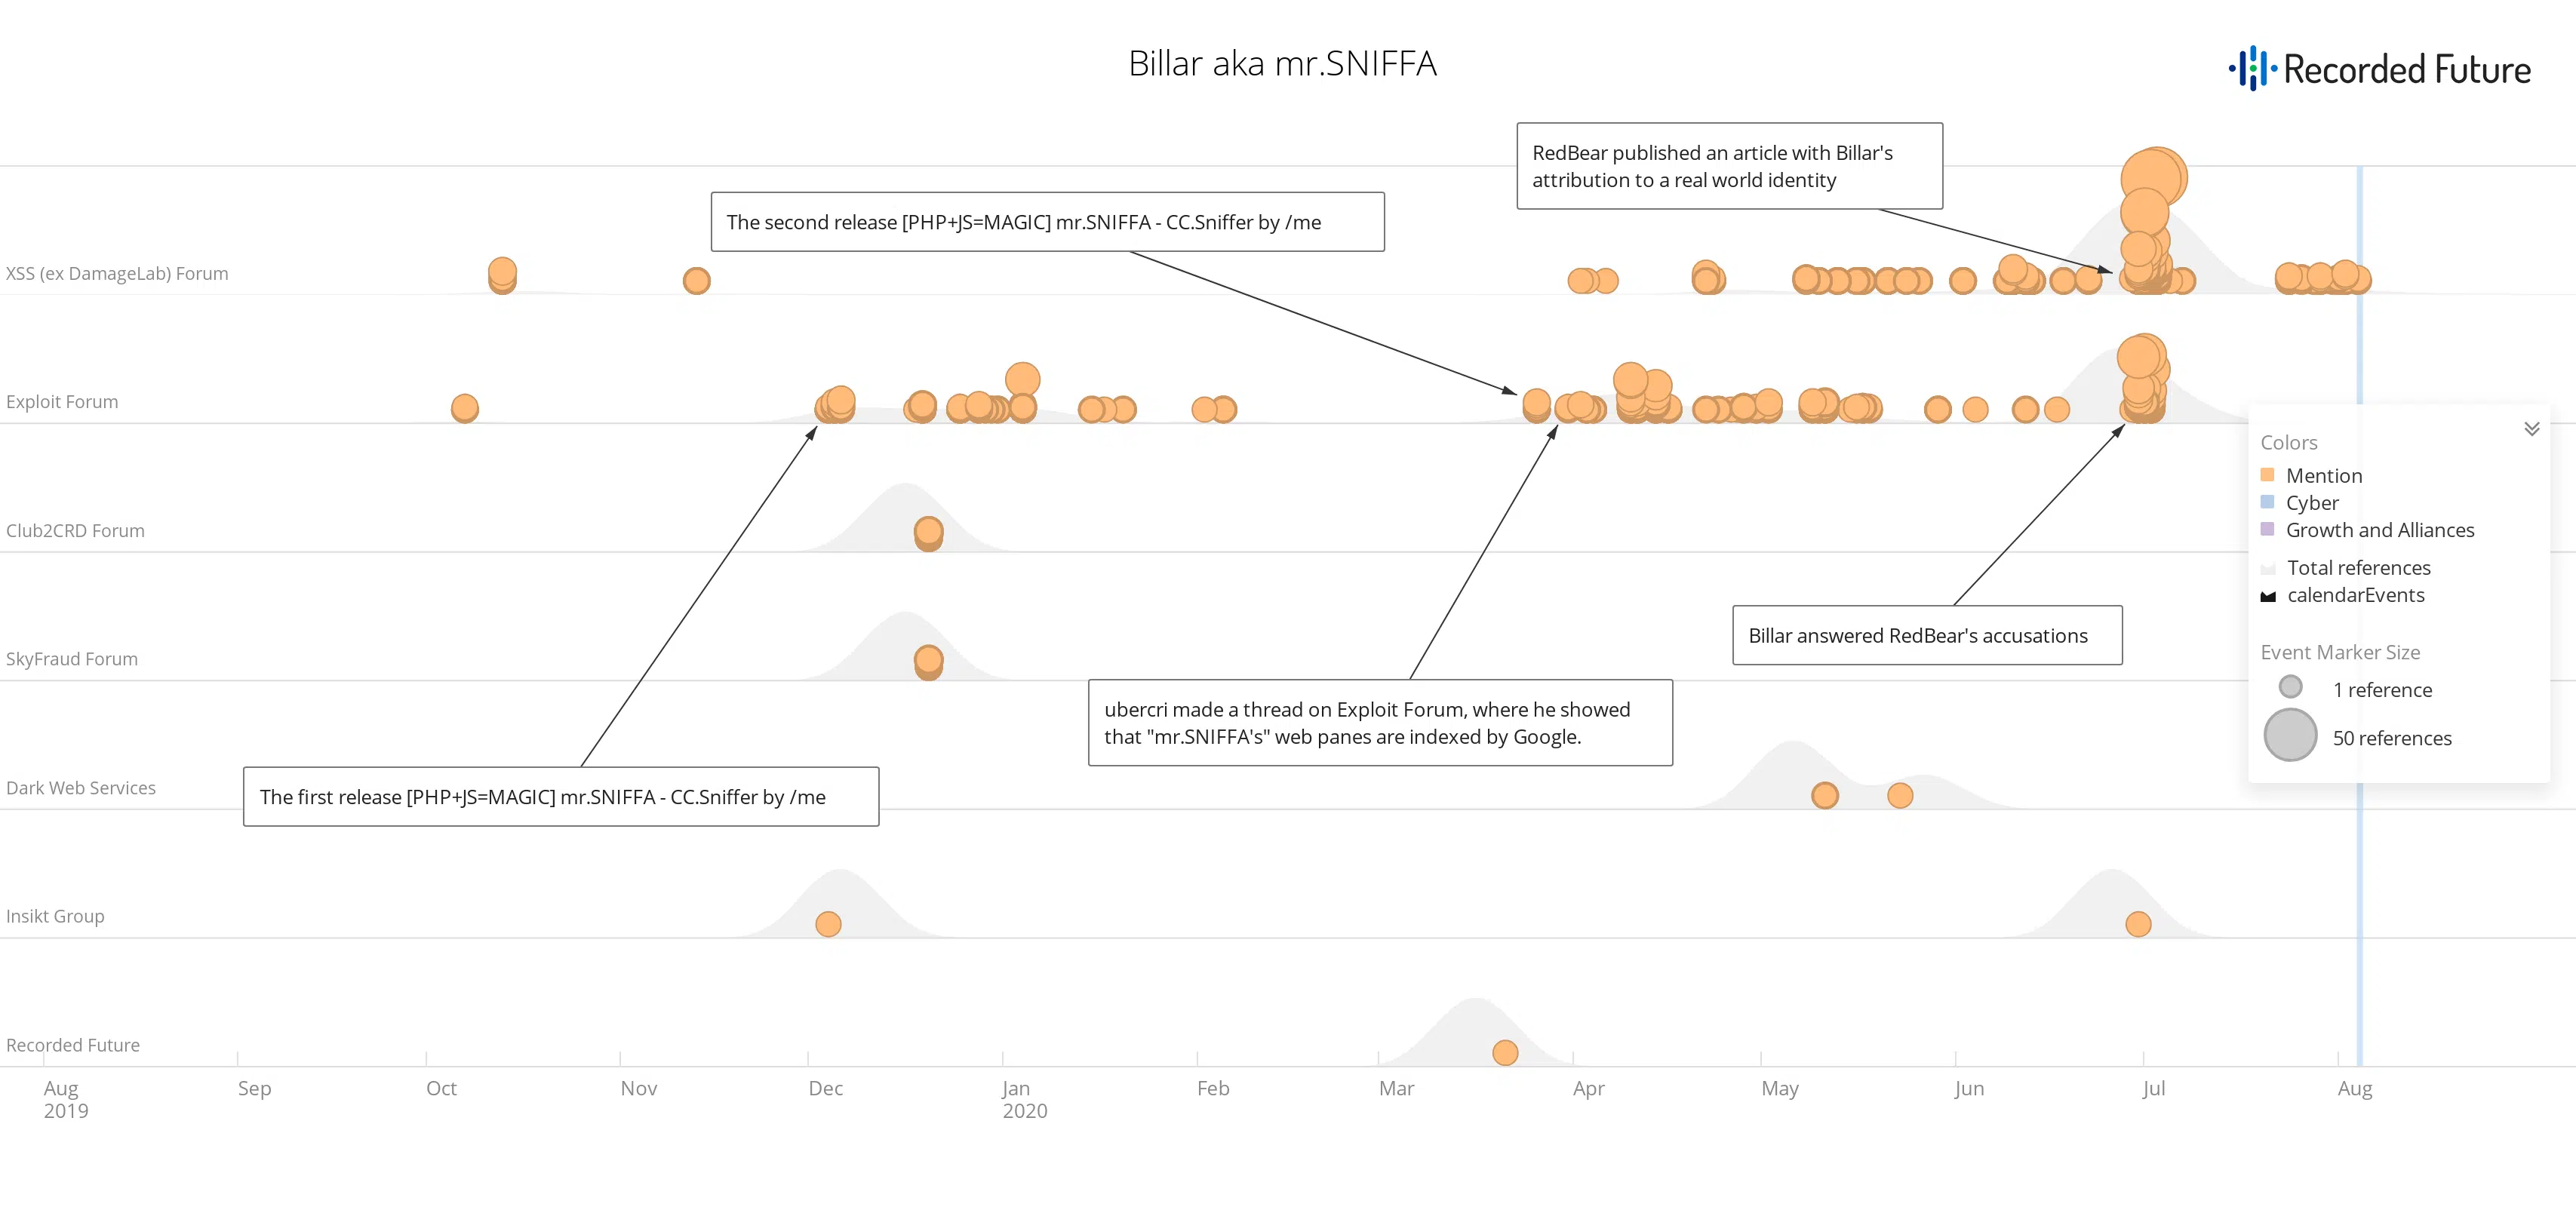 Billar aka mr.SNIFFA
Recorded Future
RedBear published an article with Billar's
attribution to a real world identity
The second release [PHP+JS=MAGIC] mr.SNIFFA - CC.Sniffer by /me
XSS (ex DamageLab) Forum
Exploit Forum
Club2CRD Forum
SkyFraud Forum
Dark Web Services
Insikt Group
Recorded Future
Billar answered RedBear's accusations
ubercri made a thread on Exploit Forum, where he showed
that "mr.SNIFFA's" web panes are indexed by Google.
The first release [PHP+JS=MAGIC] mr.SNIFFA - CC.Sniffer by /me
Colors
Mention
Cyber
Growth and Alliances
Total references
calendarEvents
Event Marker Size
1 reference
50 references
Aug
2019
Sep
Oct
Nov
Dec
Jan
2020
Feb
Mar
Apr
May
Jun
Jul
Aug